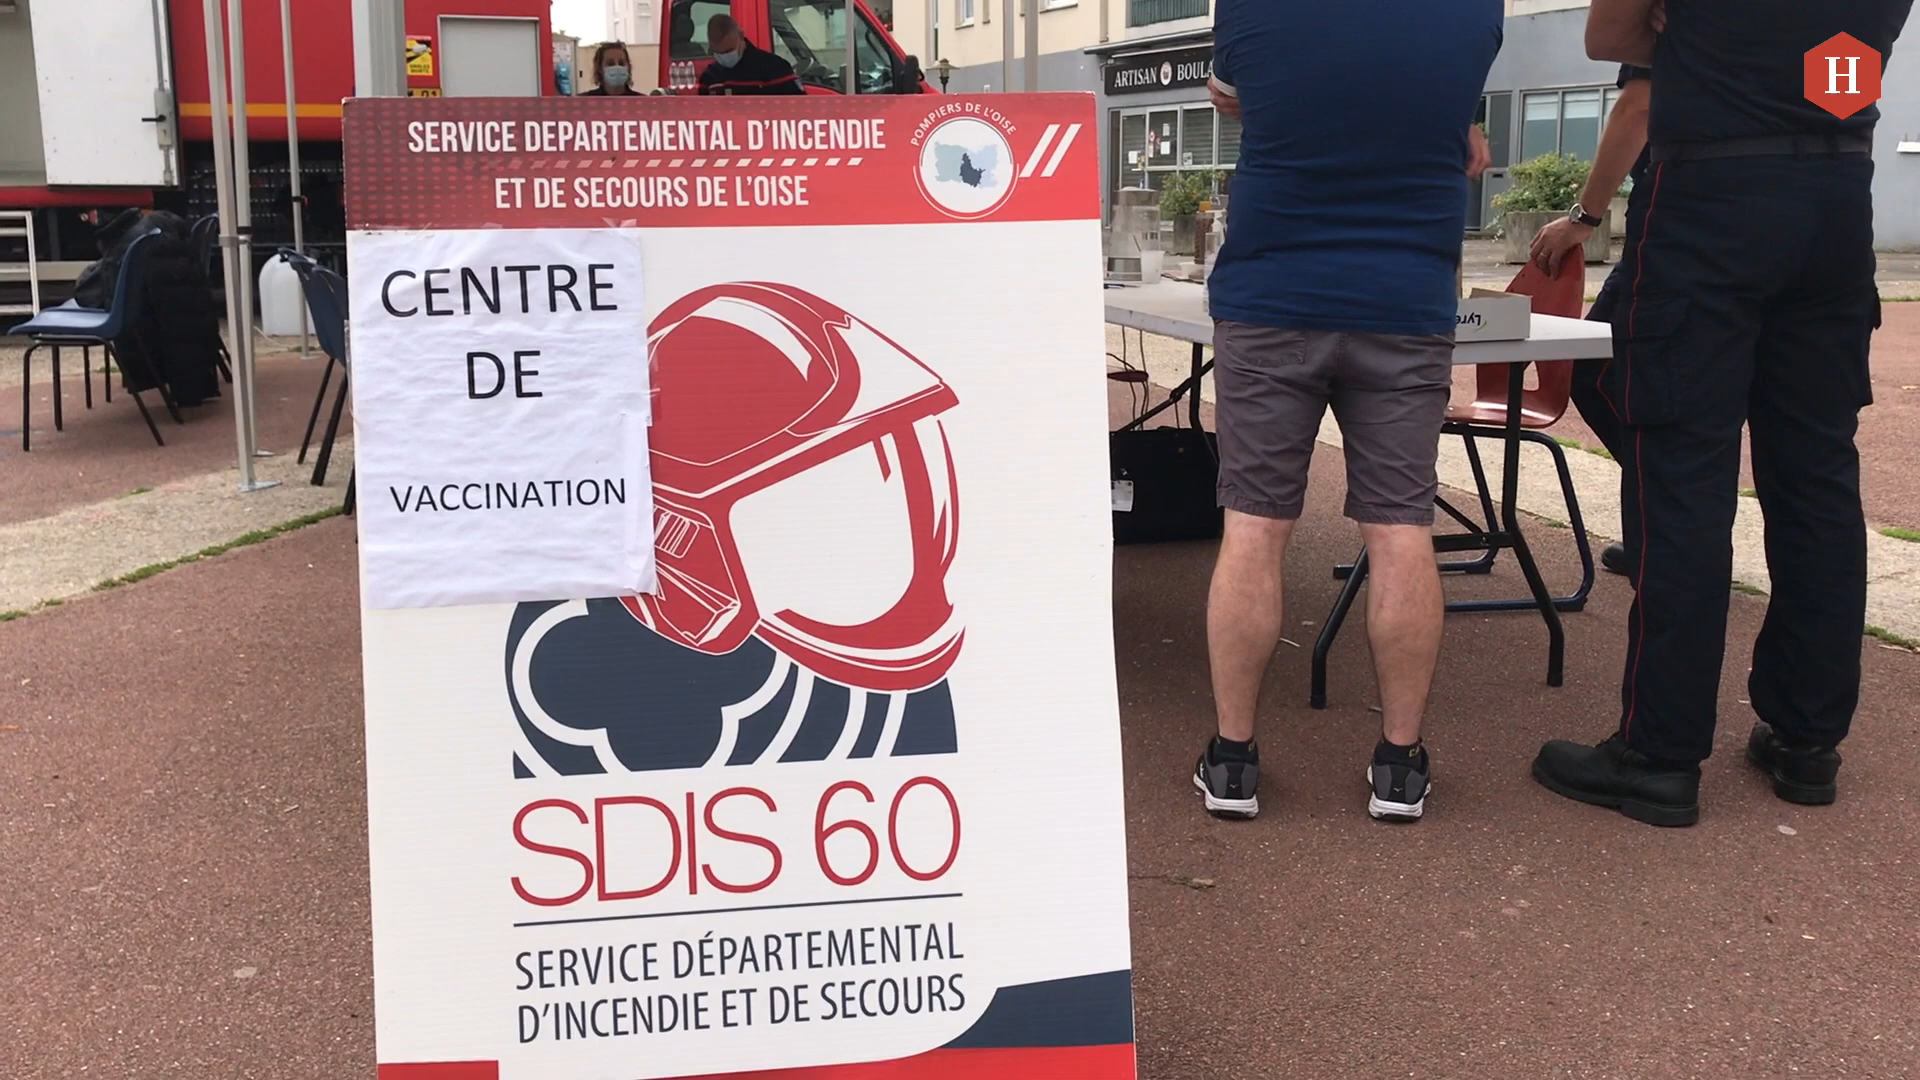 SERVICE DEPARTEMENTAL D'INCENDIE
ET DE SECOURS DE L'OISE
POMPIERS DE L'OISE
CENTRE
DE
VACCINATION
SDIS 60
SERVICE DÉPARTEMENTAL
D'INCENDIE ET DE SECOURS
ARTISAN BOULA
H
Lyre